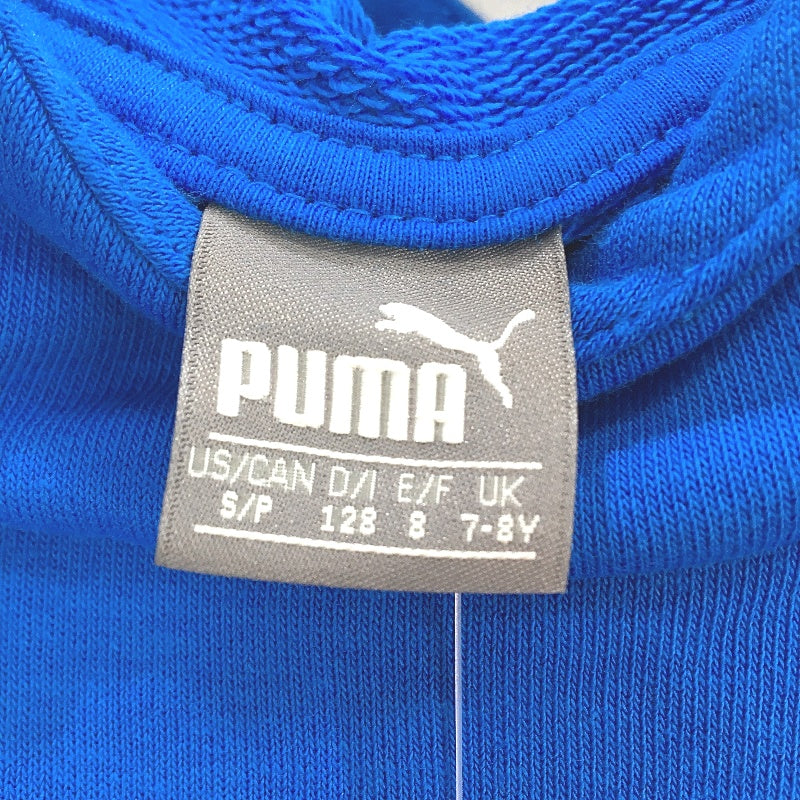 PUMA
US/CAN D/I E/F UK
S/P 128 8 7-8Y